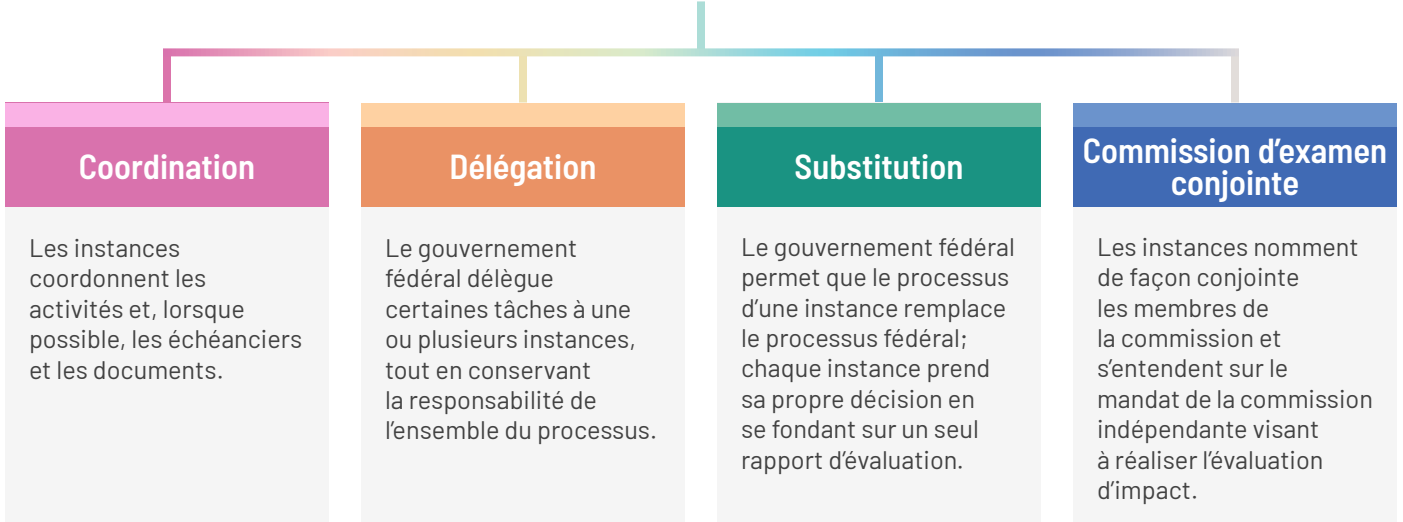 Coordination
Les instances
coordonnent les
activités et, lorsque
possible, les échéanciers
et les documents.
Délégation
Le gouvernement
fédéral délègue
certaines tâches à une
ou plusieurs instances,
tout en conservant
la responsabilité de
l’ensemble du processus.
Substitution
Le gouvernement fédéral
permet que le processus
d’une instance remplace
le processus fédéral;
chaque instance prend
sa propre décision en
se fondant sur un seul
rapport d’évaluation.
Commission d’examen
conjointe
Les instances nomment
de façon conjointe
les membres de
la commission et
s’entendent sur le
mandat de la commission
indépendante visant
à réaliser l’évaluation
d’impact.